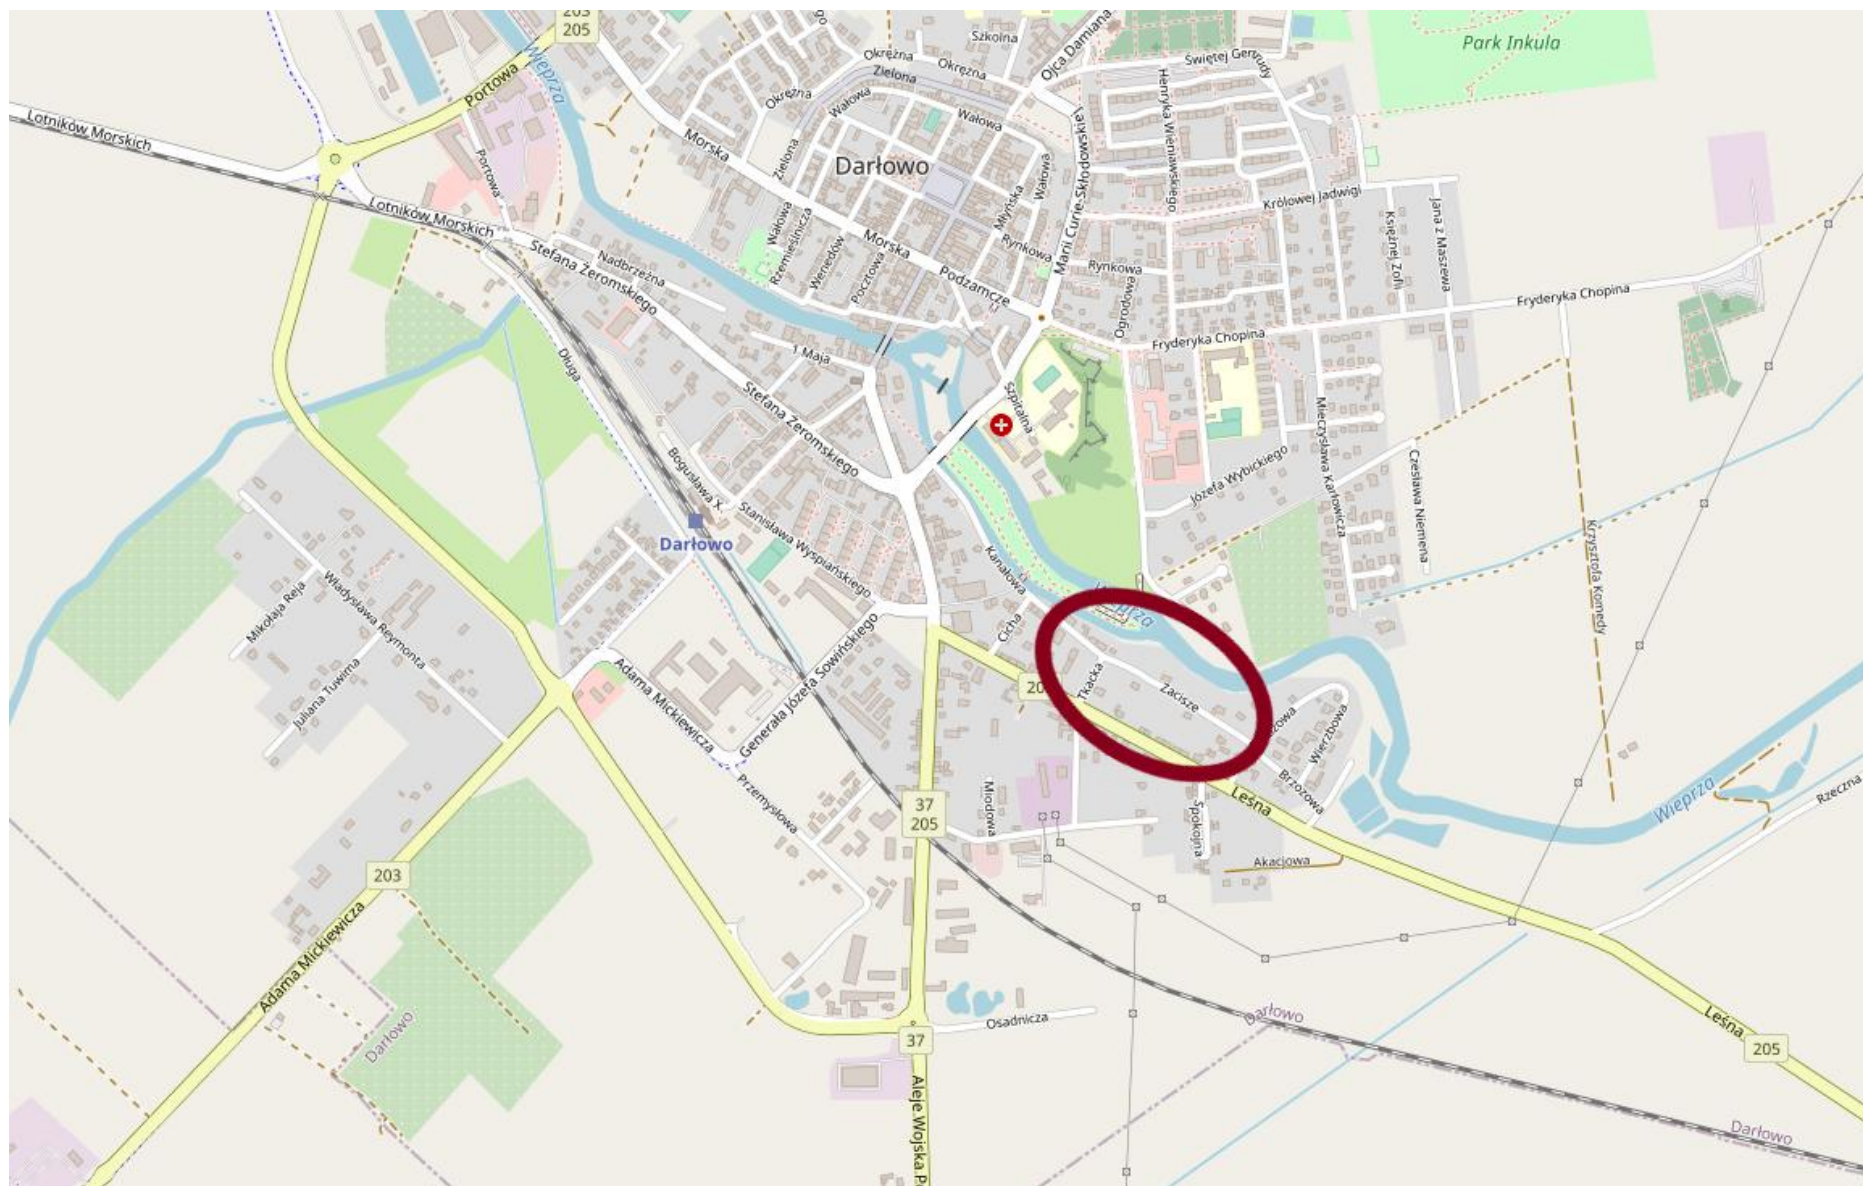 203
205
Szkolna
Ojca Damiana
Park Inkula
Wieprza
Okrężna
Okrężna
Zielona
Świętej Gertrudy
Portowa
Okrężna
Wałowa
Wałowa
Henryka Wieniawskiego
Lotników Morskich
Morska
Zielona
Darłowo
Wałowa
Marii Curie-Skłodowskiej
Portowa
Młyńska
Królowej Jadwigi
Księżnej Zofii
Jana z Maszewa
Lotników Morskich
Wałowa
Rzemieślnicza
Wenedów
Morska
Rynkowa
Rynkowa
Stefana Żeromskiego
Nadbrzeżna
Pocztowa
Podzamcze
Ogrodowa
Fryderyka Chopina
Fryderyka Chopina
Długa
1 Maja
Stefana Żeromskiego
Szpitalna
Mieczysława Karłowicza
Bogusława X
Józefa Wybickiego
Czesława Niemena
Stanisława Wyspiańskiego
Darłowo
Krzysztofa Komedy
Kanałowa
Mikołaja Reja
Władysława Reymonta
Wieprza
Cicha
Juliana Tuwima
Generała Józefa Sowińskiego
Adama Mickiewicza
20
Tkacka
Zacisze
Wierzbowa
Brzozowa
Leśna
Wieprza
Rzeczna
Przemysłowa
37
205
Miodowa
Spokojna
Akacjowa
203
Adama Mickiewicza
Darłowo
Osadnicza
Darłowo
Leśna
205
37
Aleje Wojska P
Darłowo